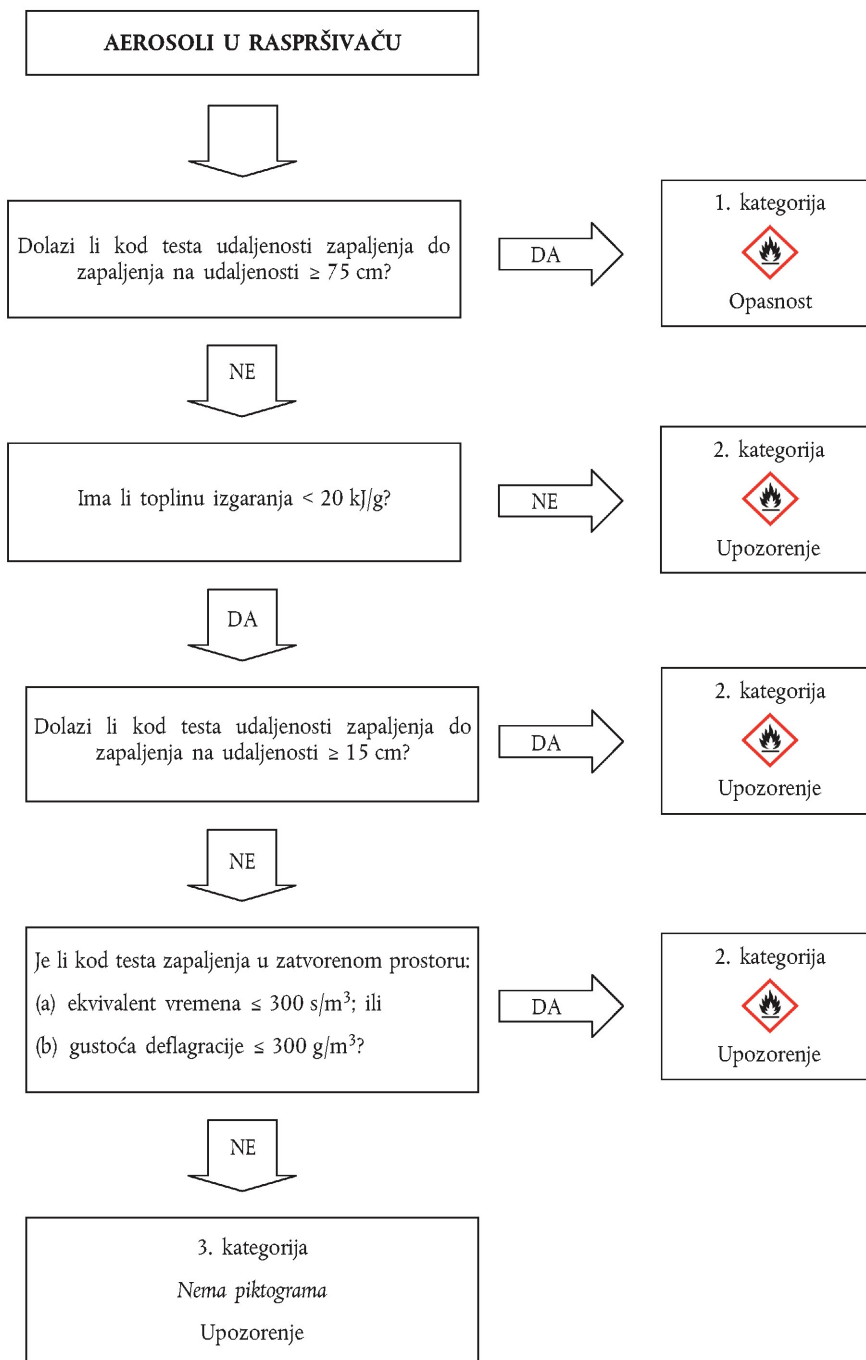 AEROSOLI U RASPRŠIVAČU
Dolazi li kod testa udaljenosti zapaljenja do
zapaljenja na udaljenosti ≥ 75 cm?
DA
1. kategorija
Opasnost
NE
Ima li toplinu izgaranja < 20 kJ/g?
NE
2. kategorija
Upozorenje
DA
Dolazi li kod testa udaljenosti zapaljenja do
zapaljenja na udaljenosti ≥ 15 cm?
DA
2. kategorija
Upozorenje
NE
Je li kod testa zapaljenja u zatvorenom prostoru:
(a) ekvivalent vremena ≤ 300 s/m³; ili
(b) gustoća deflagracije ≤ 300 g/m³?
DA
2. kategorija
Upozorenje
NE
3. kategorija
Nema piktograma
Upozorenje